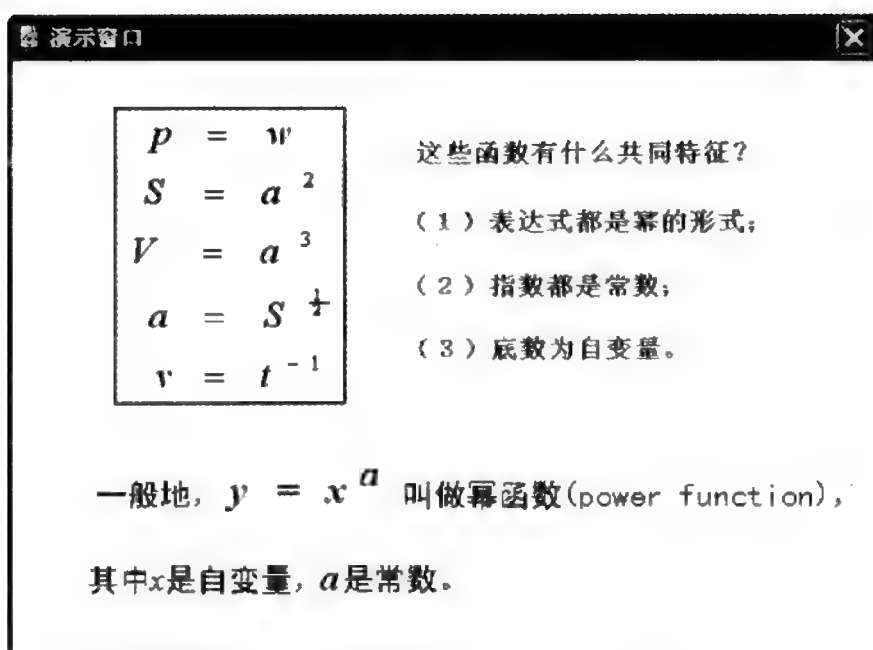 演示窗口
p = w
S = a²
V = a³
a = S^½
v = t⁻¹
这些函数有什么共同特征?
(1)表达式都是幂的形式;
(2)指数都是常数;
(3)底数为自变量。
一般地, y = x^a 叫做幂函数(power function),
其中x是自变量, a是常数。